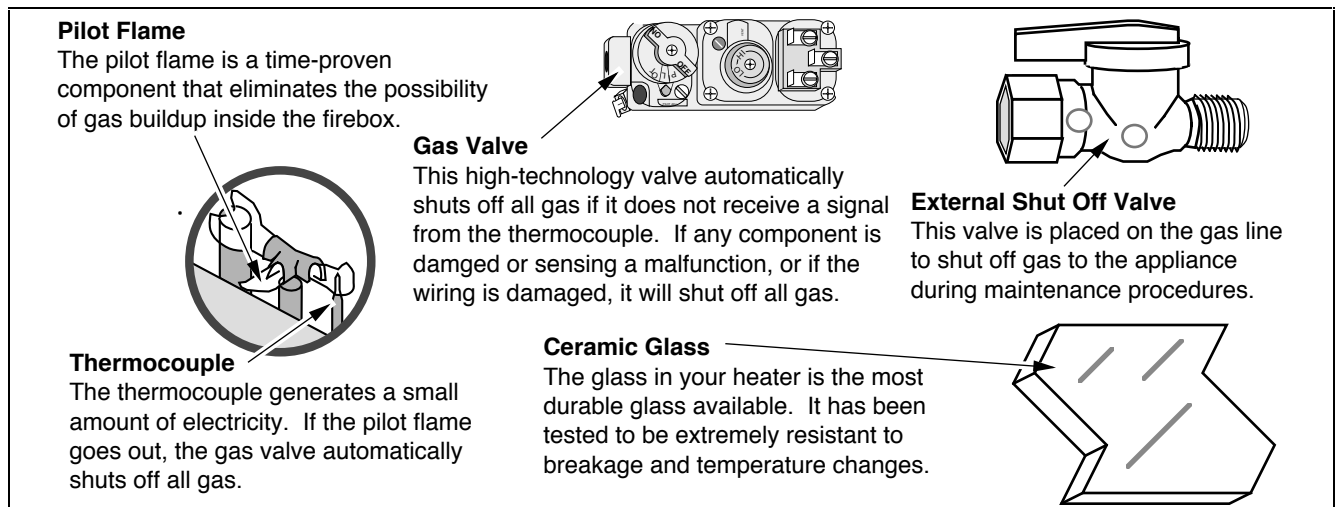 Pilot Flame
The pilot flame is a time-proven
component that eliminates the possibility
of gas buildup inside the firebox.
Gas Valve
This high-technology valve automatically
shuts off all gas if it does not receive a signal
from the thermocouple.  If any component is
damged or sensing a malfunction, or if the
wiring is damaged, it will shut off all gas.
External Shut Off Valve
This valve is placed on the gas line
to shut off gas to the appliance
during maintenance procedures.
Thermocouple
The thermocouple generates a small
amount of electricity.  If the pilot flame
goes out, the gas valve automatically
shuts off all gas.
Ceramic Glass
The glass in your heater is the most
durable glass available.  It has been
tested to be extremely resistant to
breakage and temperature changes.
ON
OFF
HI
LO